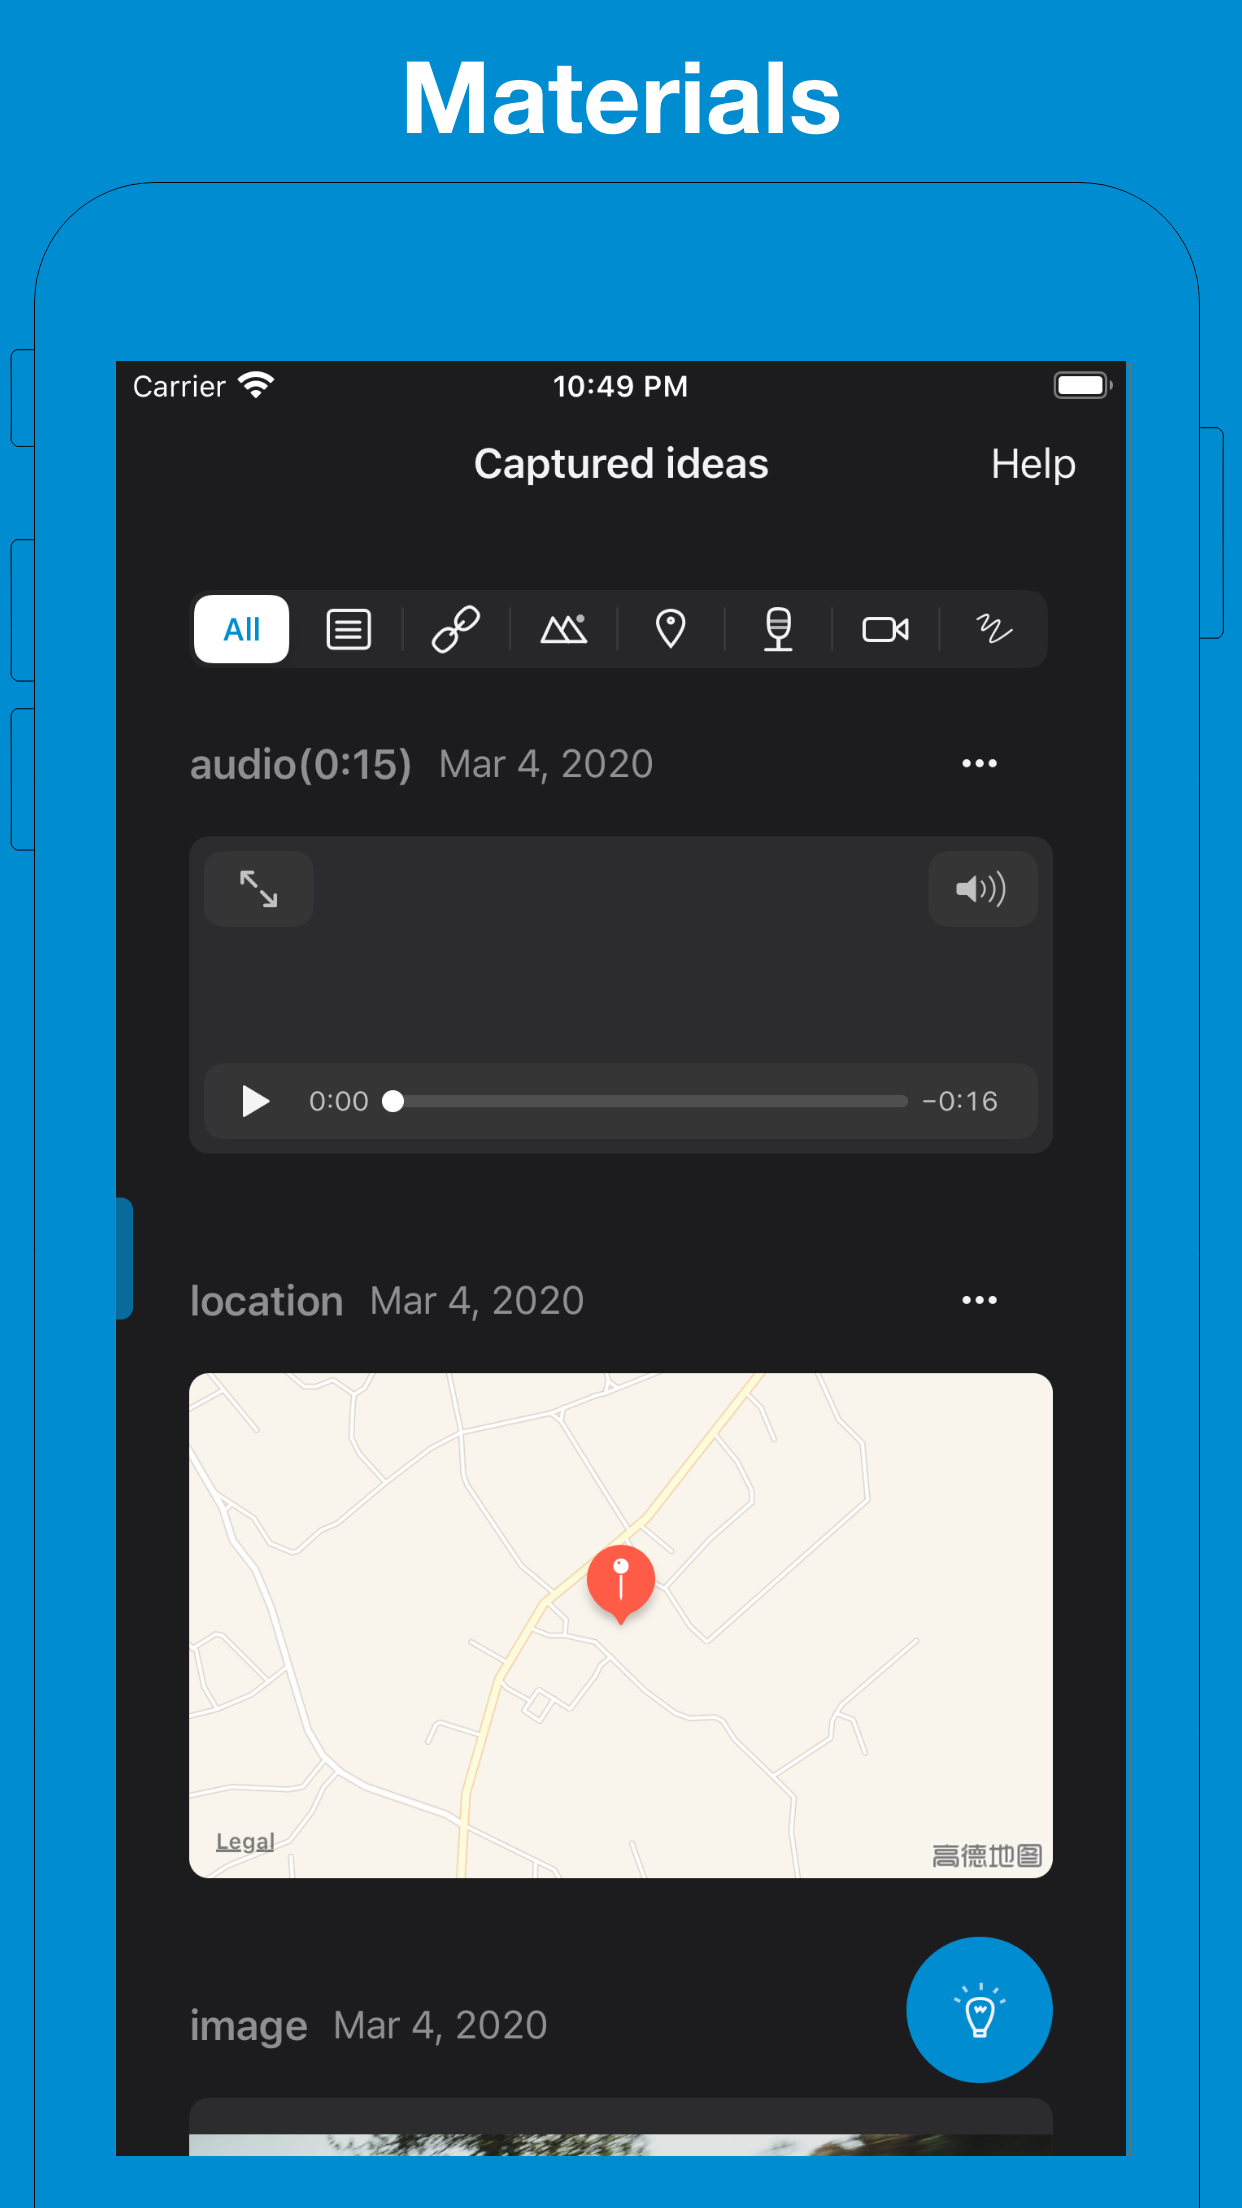 Materials
Carrier 10:49 PM
Captured ideas Help
All
audio(0:15) Mar 4, 2020
0:00 −0:16
location Mar 4, 2020
Legal
高德地图
image Mar 4, 2020